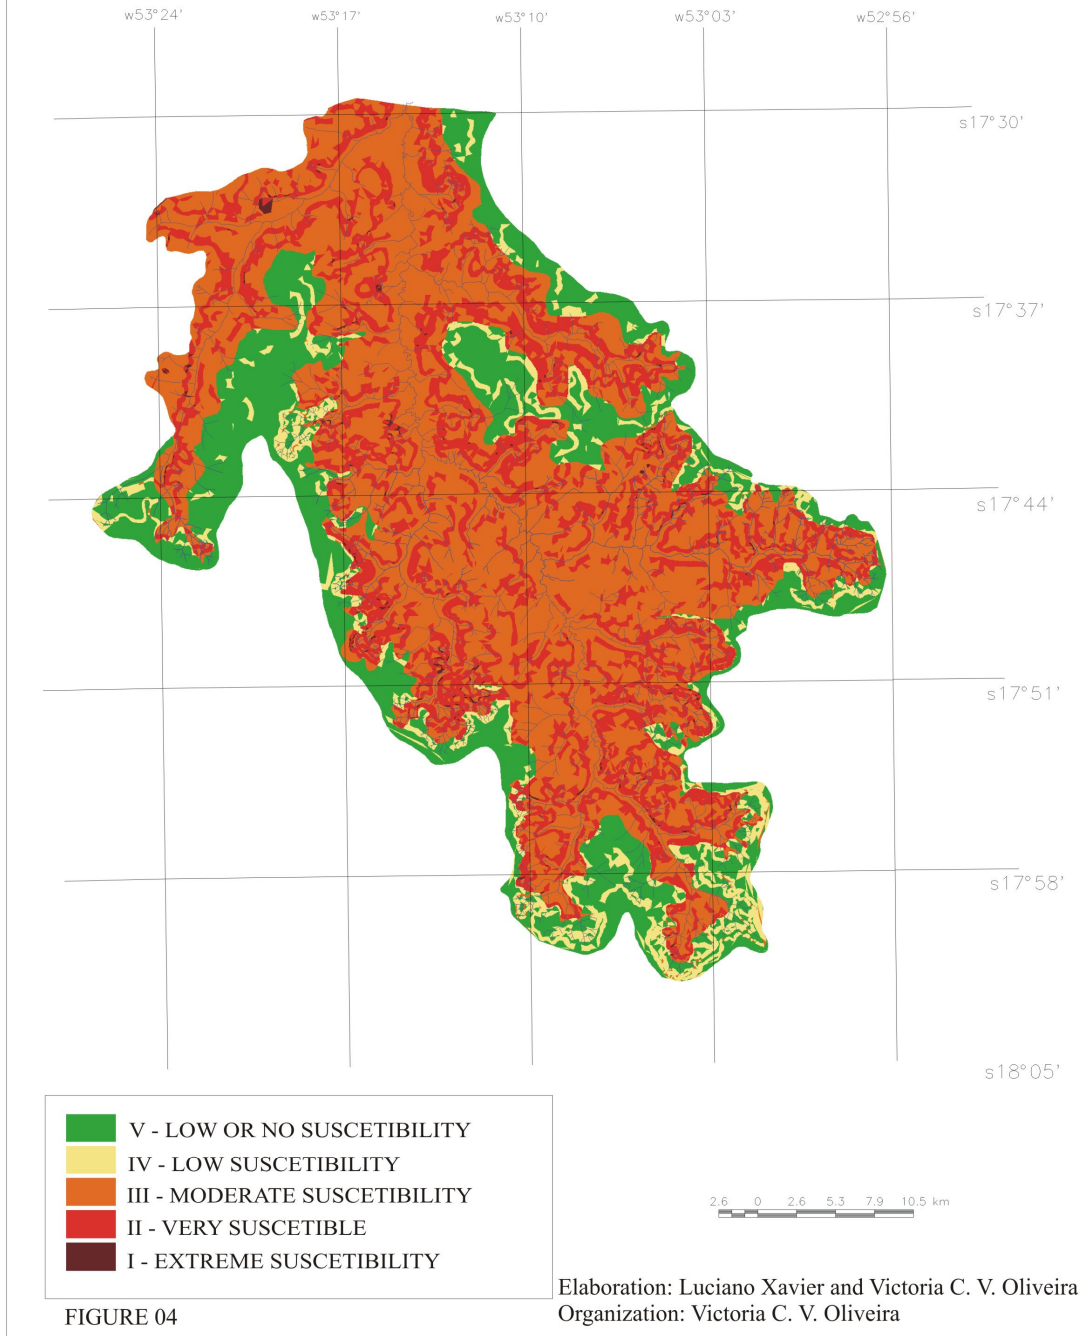 w53°24'
w53°17'
w53°10'
w53°03'
w52°56'
s17°30'
s17°37'
s17°44'
s17°51'
s17°58'
s18°05'
V - LOW OR NO SUSCETIBILITY
IV - LOW SUSCETIBILITY
III - MODERATE SUSCETIBILITY
II - VERY SUSCETIBLE
I - EXTREME SUSCETIBILITY
2.6 0 2.6 5.3 7.9 10.5 km
FIGURE 04
Elaboration: Luciano Xavier and Victoria C. V. Oliveira
Organization: Victoria C. V. Oliveira